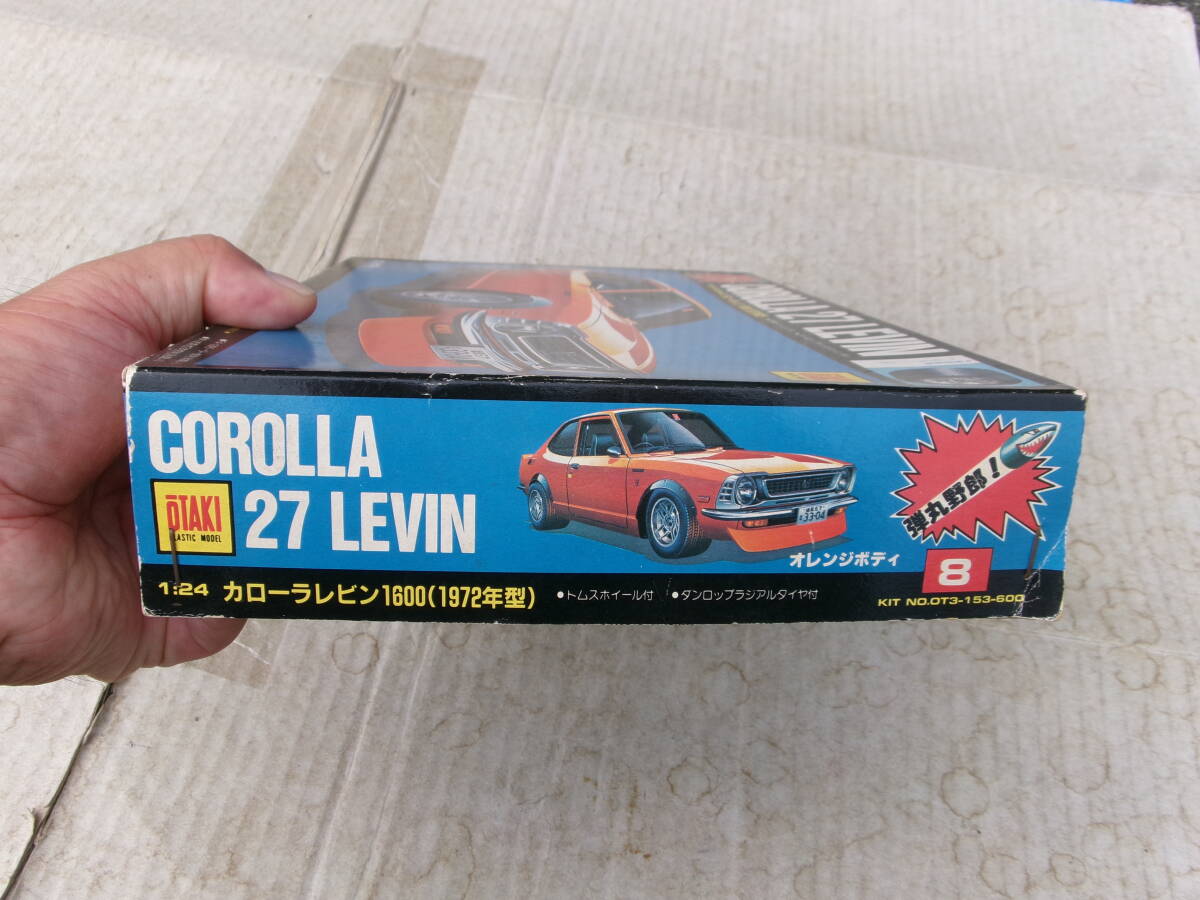 COROLLA 27 LEVIN
COROLLA
27 LEVIN
ŌTAKI
PLASTIC MODEL
33-04
オレンジボディ
弾丸野郎!
8
1:24 カローラレビン1600(1972年型) •トムスホイール付 •ダンロップラジアルタイヤ付
KIT NO.OT3-153-600